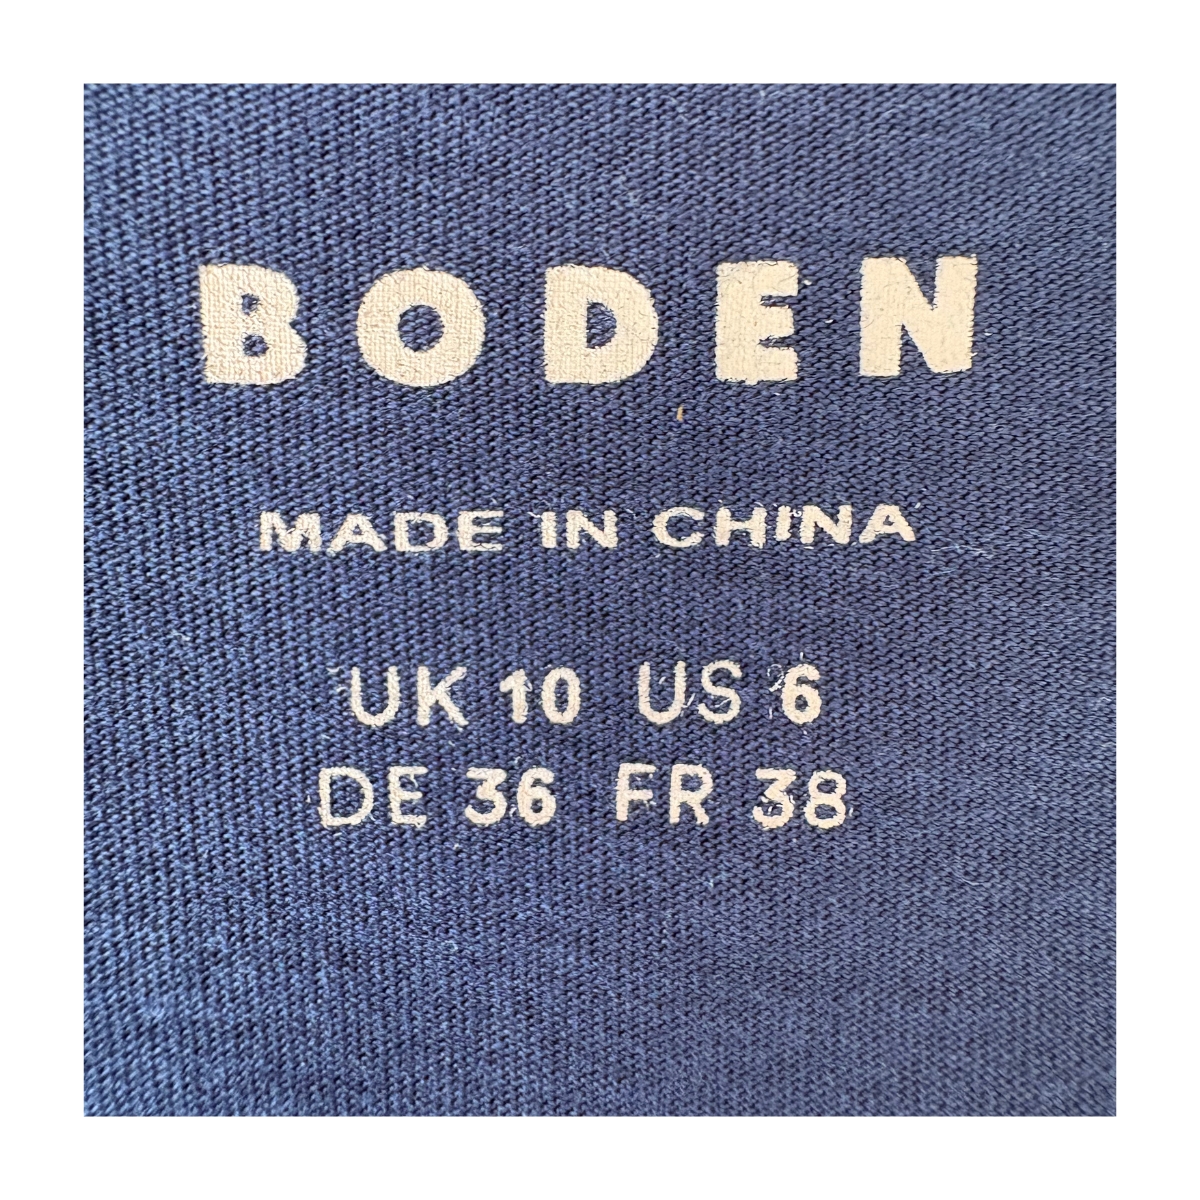 BODEN
MADE IN CHINA
UK 10 US 6
DE 36 FR 38